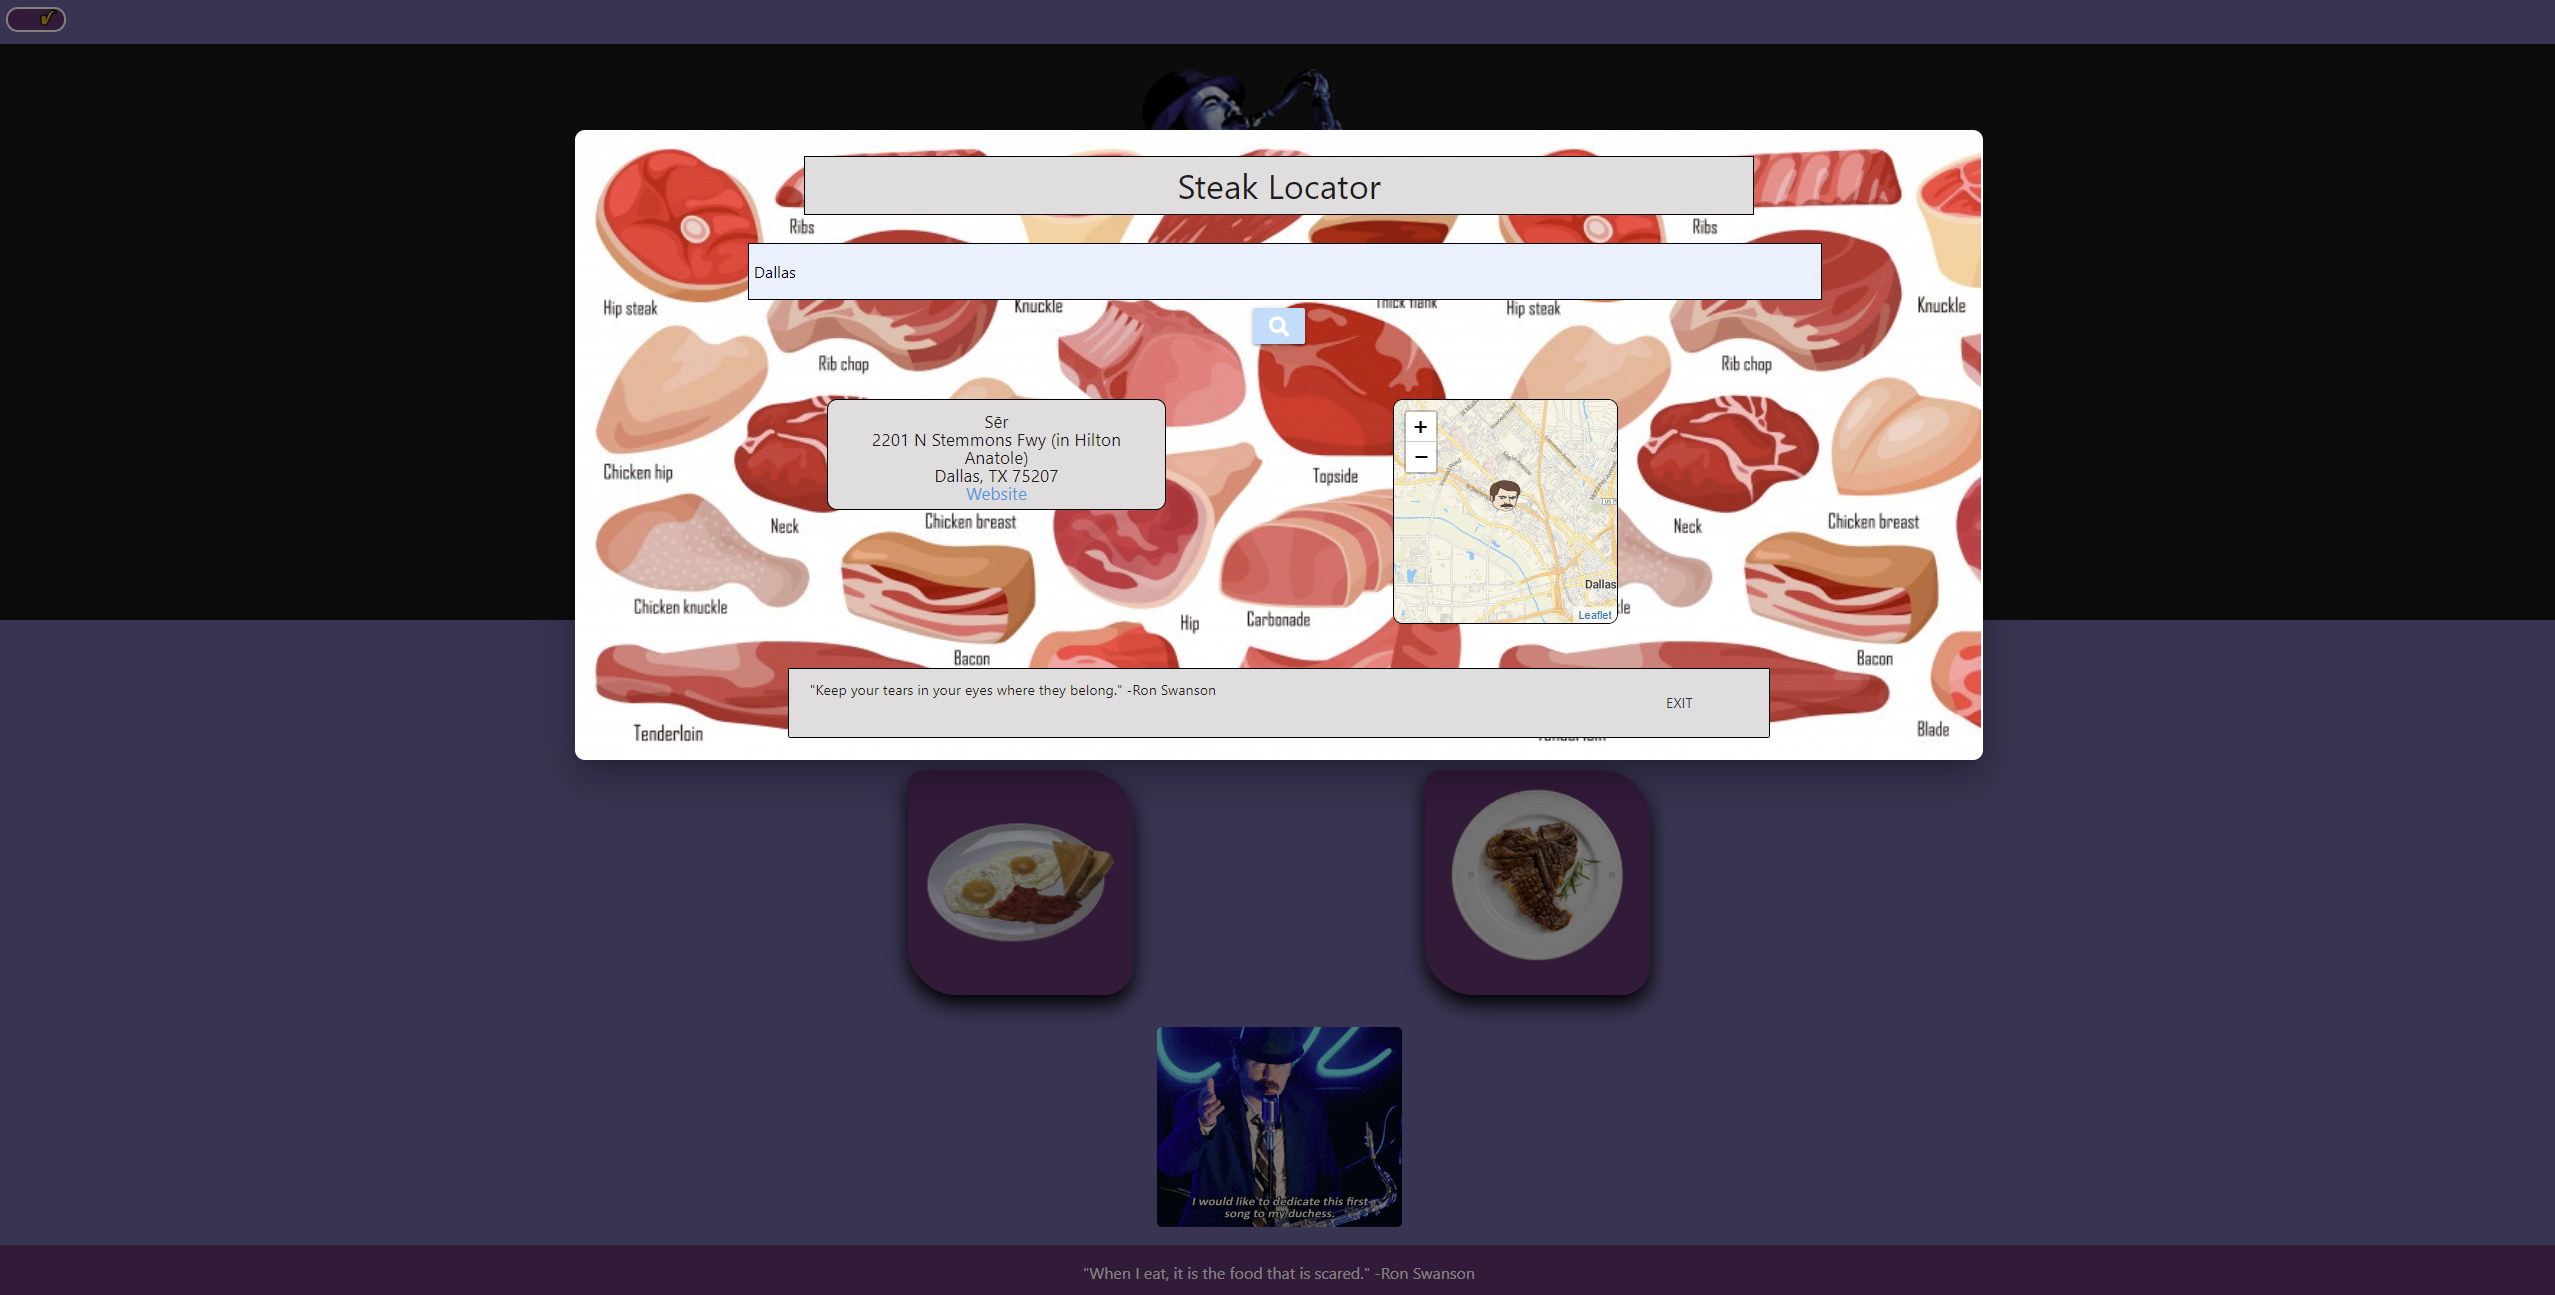 Steak Locator
Ribs
Ribs
Dallas
Hip steak
Knuckle
Thick flank
Hip steak
Knuckle
Rib chop
Rib chop
Sēr
2201 N Stemmons Fwy (in Hilton
Anatole)
Dallas, TX 75207
Website
+
−
Dallas
Leaflet
Chicken hip
Topside
Neck
Chicken breast
Neck
Chicken breast
Chicken knuckle
Hip
Carbonade
Bacon
Bacon
"Keep your tears in your eyes where they belong." -Ron Swanson
EXIT
Tenderloin
Blade
I would like to dedicate this first
song to my duchess.
"When I eat, it is the food that is scared." -Ron Swanson